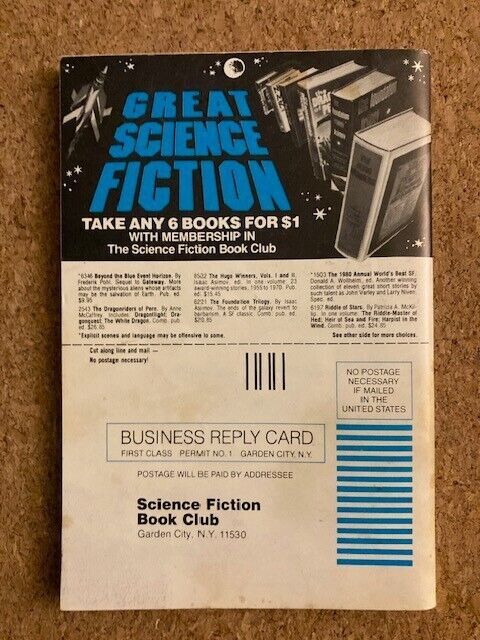 GREAT
SCIENCE
FICTION
TAKE ANY 6 BOOKS FOR $1
WITH MEMBERSHIP IN
The Science Fiction Book Club
*6346 Beyond the Blue Event Horizon. By
Frederik Pohl. Sequel to Gateway. More
about the mysterious aliens whose artifacts
may be the salvation of Earth. Pub. ed.
$9.95
2543 The Dragonriders of Pern. By Anne
McCaffrey. Includes: Dragonflight; Dra-
gonquest; The White Dragon. Comb. pub.
ed. $26.85
*Explicit scenes and language may be offensive to some.
8532 The Hugo Winners, Vols. I and II.
Isaac Asimov, ed. In one volume 23
award-winning stories, 1955 to 1970. Pub.
ed. $15.45
6221 The Foundation Trilogy. By Isaac
Asimov. The ends of the galaxy revert to
barbarism. A SF classic. Comb. pub. ed.
$20.85
*1503 The 1980 Annual World's Best SF.
Donald A. Wollheim, ed. Another winning
collection of eleven great short stories by
such talent as John Varley and Larry Niven.
Spec. ed.
6197 Riddle of Stars. By Patricia A. McKil-
lip. In one volume: The Riddle-Master of
Hed; Heir of Sea and Fire; Harpist in the
Wind. Comb. pub. ed. $24.85
See other side for more choices.
Cut along line and mail —
No postage necessary!
NO POSTAGE
NECESSARY
IF MAILED
IN THE
UNITED STATES
BUSINESS REPLY CARD
FIRST CLASS PERMIT NO. 1 GARDEN CITY, N.Y.
POSTAGE WILL BE PAID BY ADDRESSEE
Science Fiction
Book Club
Garden City, N.Y. 11530